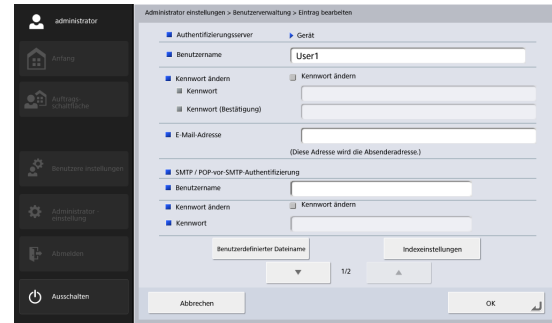 administrator
Anfang
Auftrags-
schaltfläche
Benutzers instellungen
Administrator-
einstellung
Abmelden
Ausschalten
Administrator einstellungen > Benutzerverwaltung > Eintrag bearbeiten
Authentifizierungsserver
Gerät
Benutzername
User1
Kennwort ändern
Kennwort ändern
Kennwort
Kennwort (Bestätigung)
E-Mail-Adresse
(Diese Adresse wird die Absenderadresse.)
SMTP / POP-vor-SMTP-Authentifizierung
Benutzername
Kennwort ändern
Kennwort ändern
Kennwort
Benutzerdefinierter Dateiname
Indexeinstellungen
1/2
Abbrechen
OK